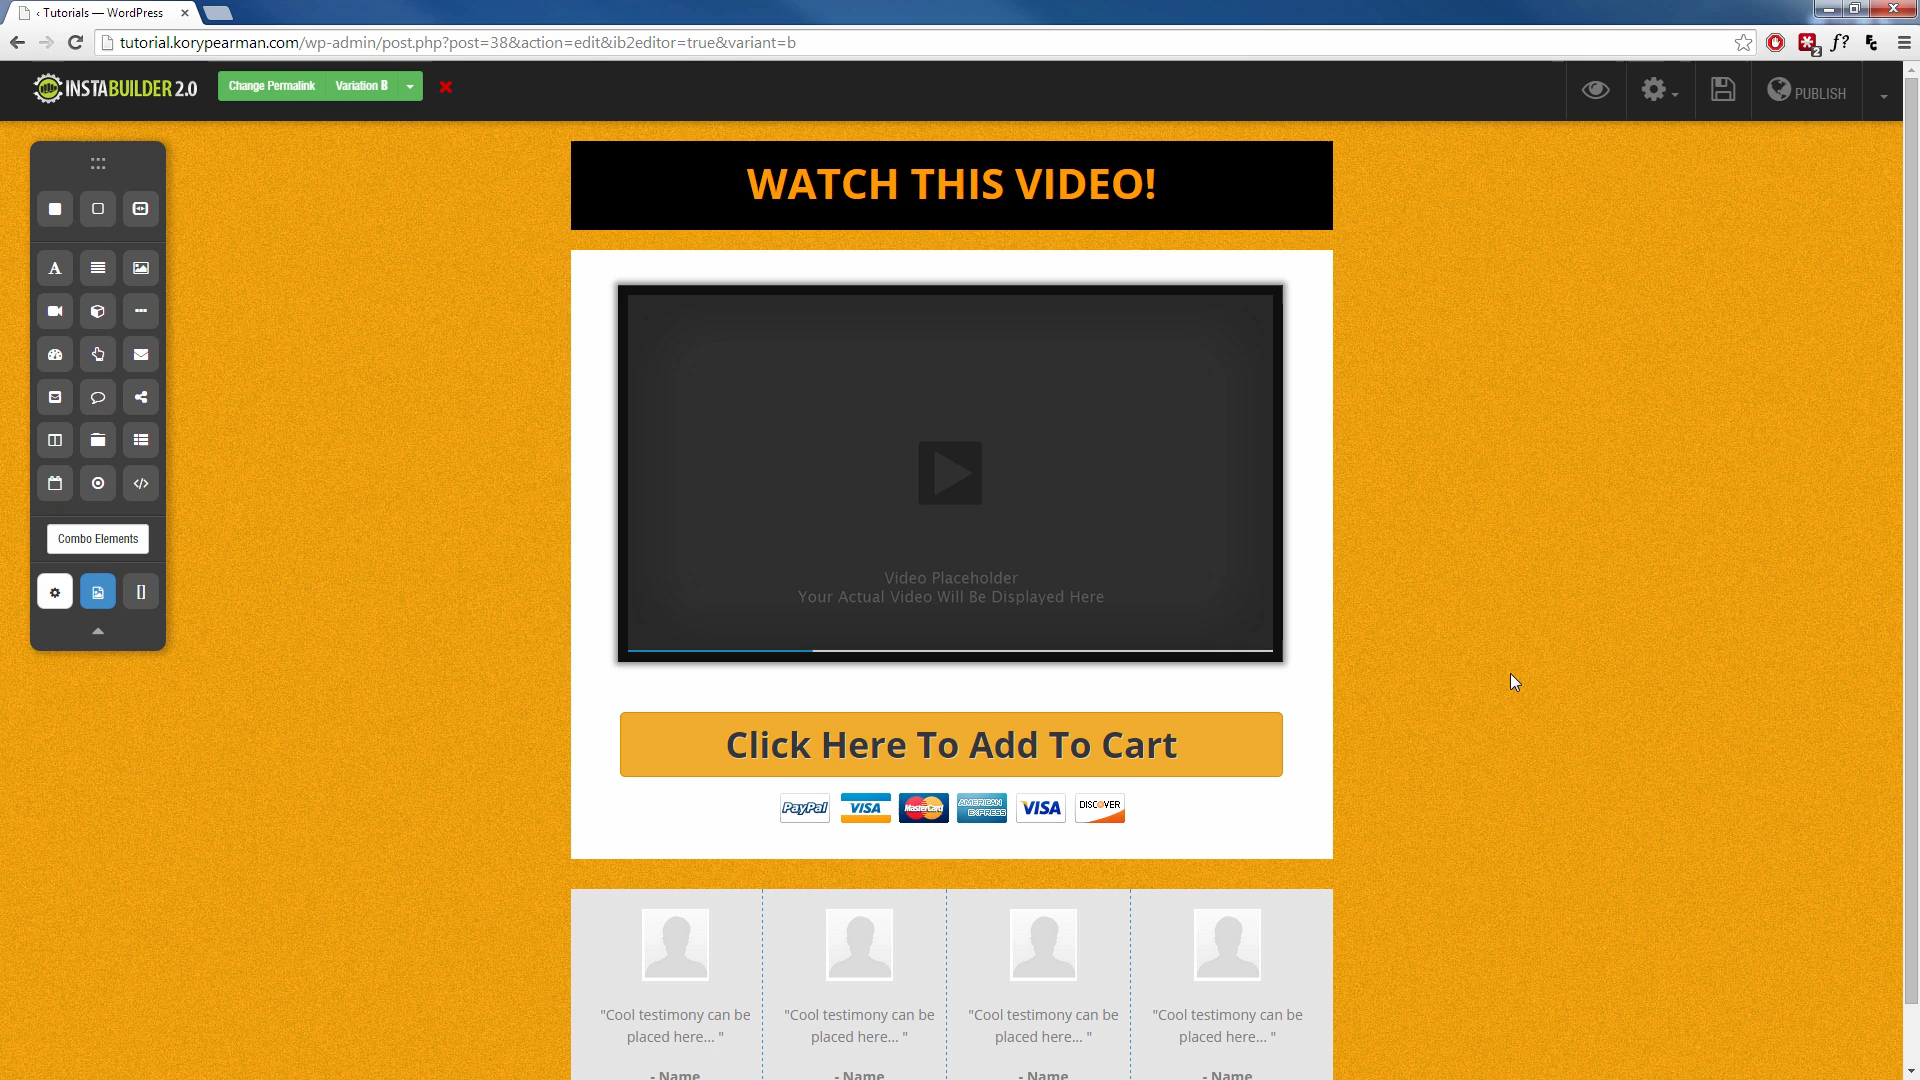 ‹ Tutorials — WordPress
tutorial.korypearman.com/wp-admin/post.php?post=38&action=edit&ib2editor=true&variant=b
2
f?
INSTABUILDER 2.0
Change Permalink
Variation B
PUBLISH
WATCH THIS VIDEO!
A
Combo Elements
[]
Video Placeholder
Your Actual Video Will Be Displayed Here
Click Here To Add To Cart
PayPal VISA MasterCard AMERICAN EXPRESS VISA DISCOVER
"Cool testimony can be placed here... "
"Cool testimony can be placed here... "
"Cool testimony can be placed here... "
"Cool testimony can be placed here... "
- Name
- Name
- Name
- Name